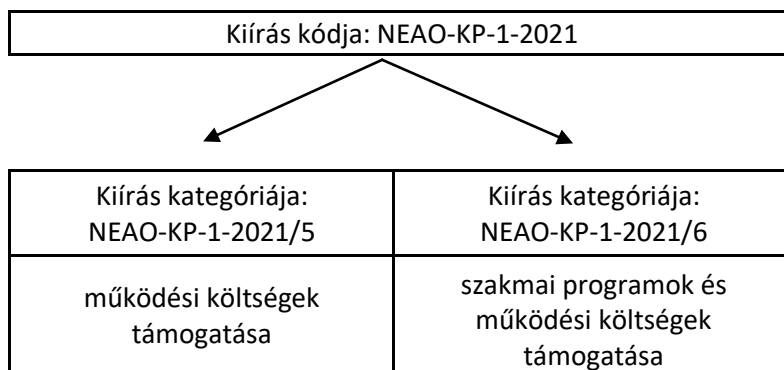 Kiírás kódja: NEAO-KP-1-2021
Kiírás kategóriája:
NEAO-KP-1-2021/5
Kiírás kategóriája:
NEAO-KP-1-2021/6
működési költségek
támogatása
szakmai programok és
működési költségek
támogatása